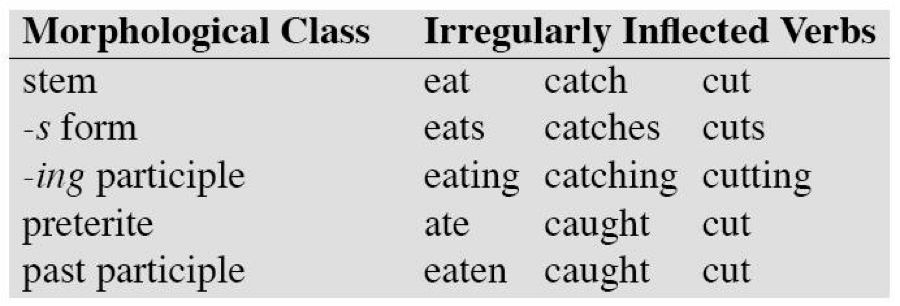 Morphological Class Irregularly Inflected Verbs
stem eat catch cut
-s form eats catches cuts
-ing participle eating catching cutting
preterite ate caught cut
past participle eaten caught cut